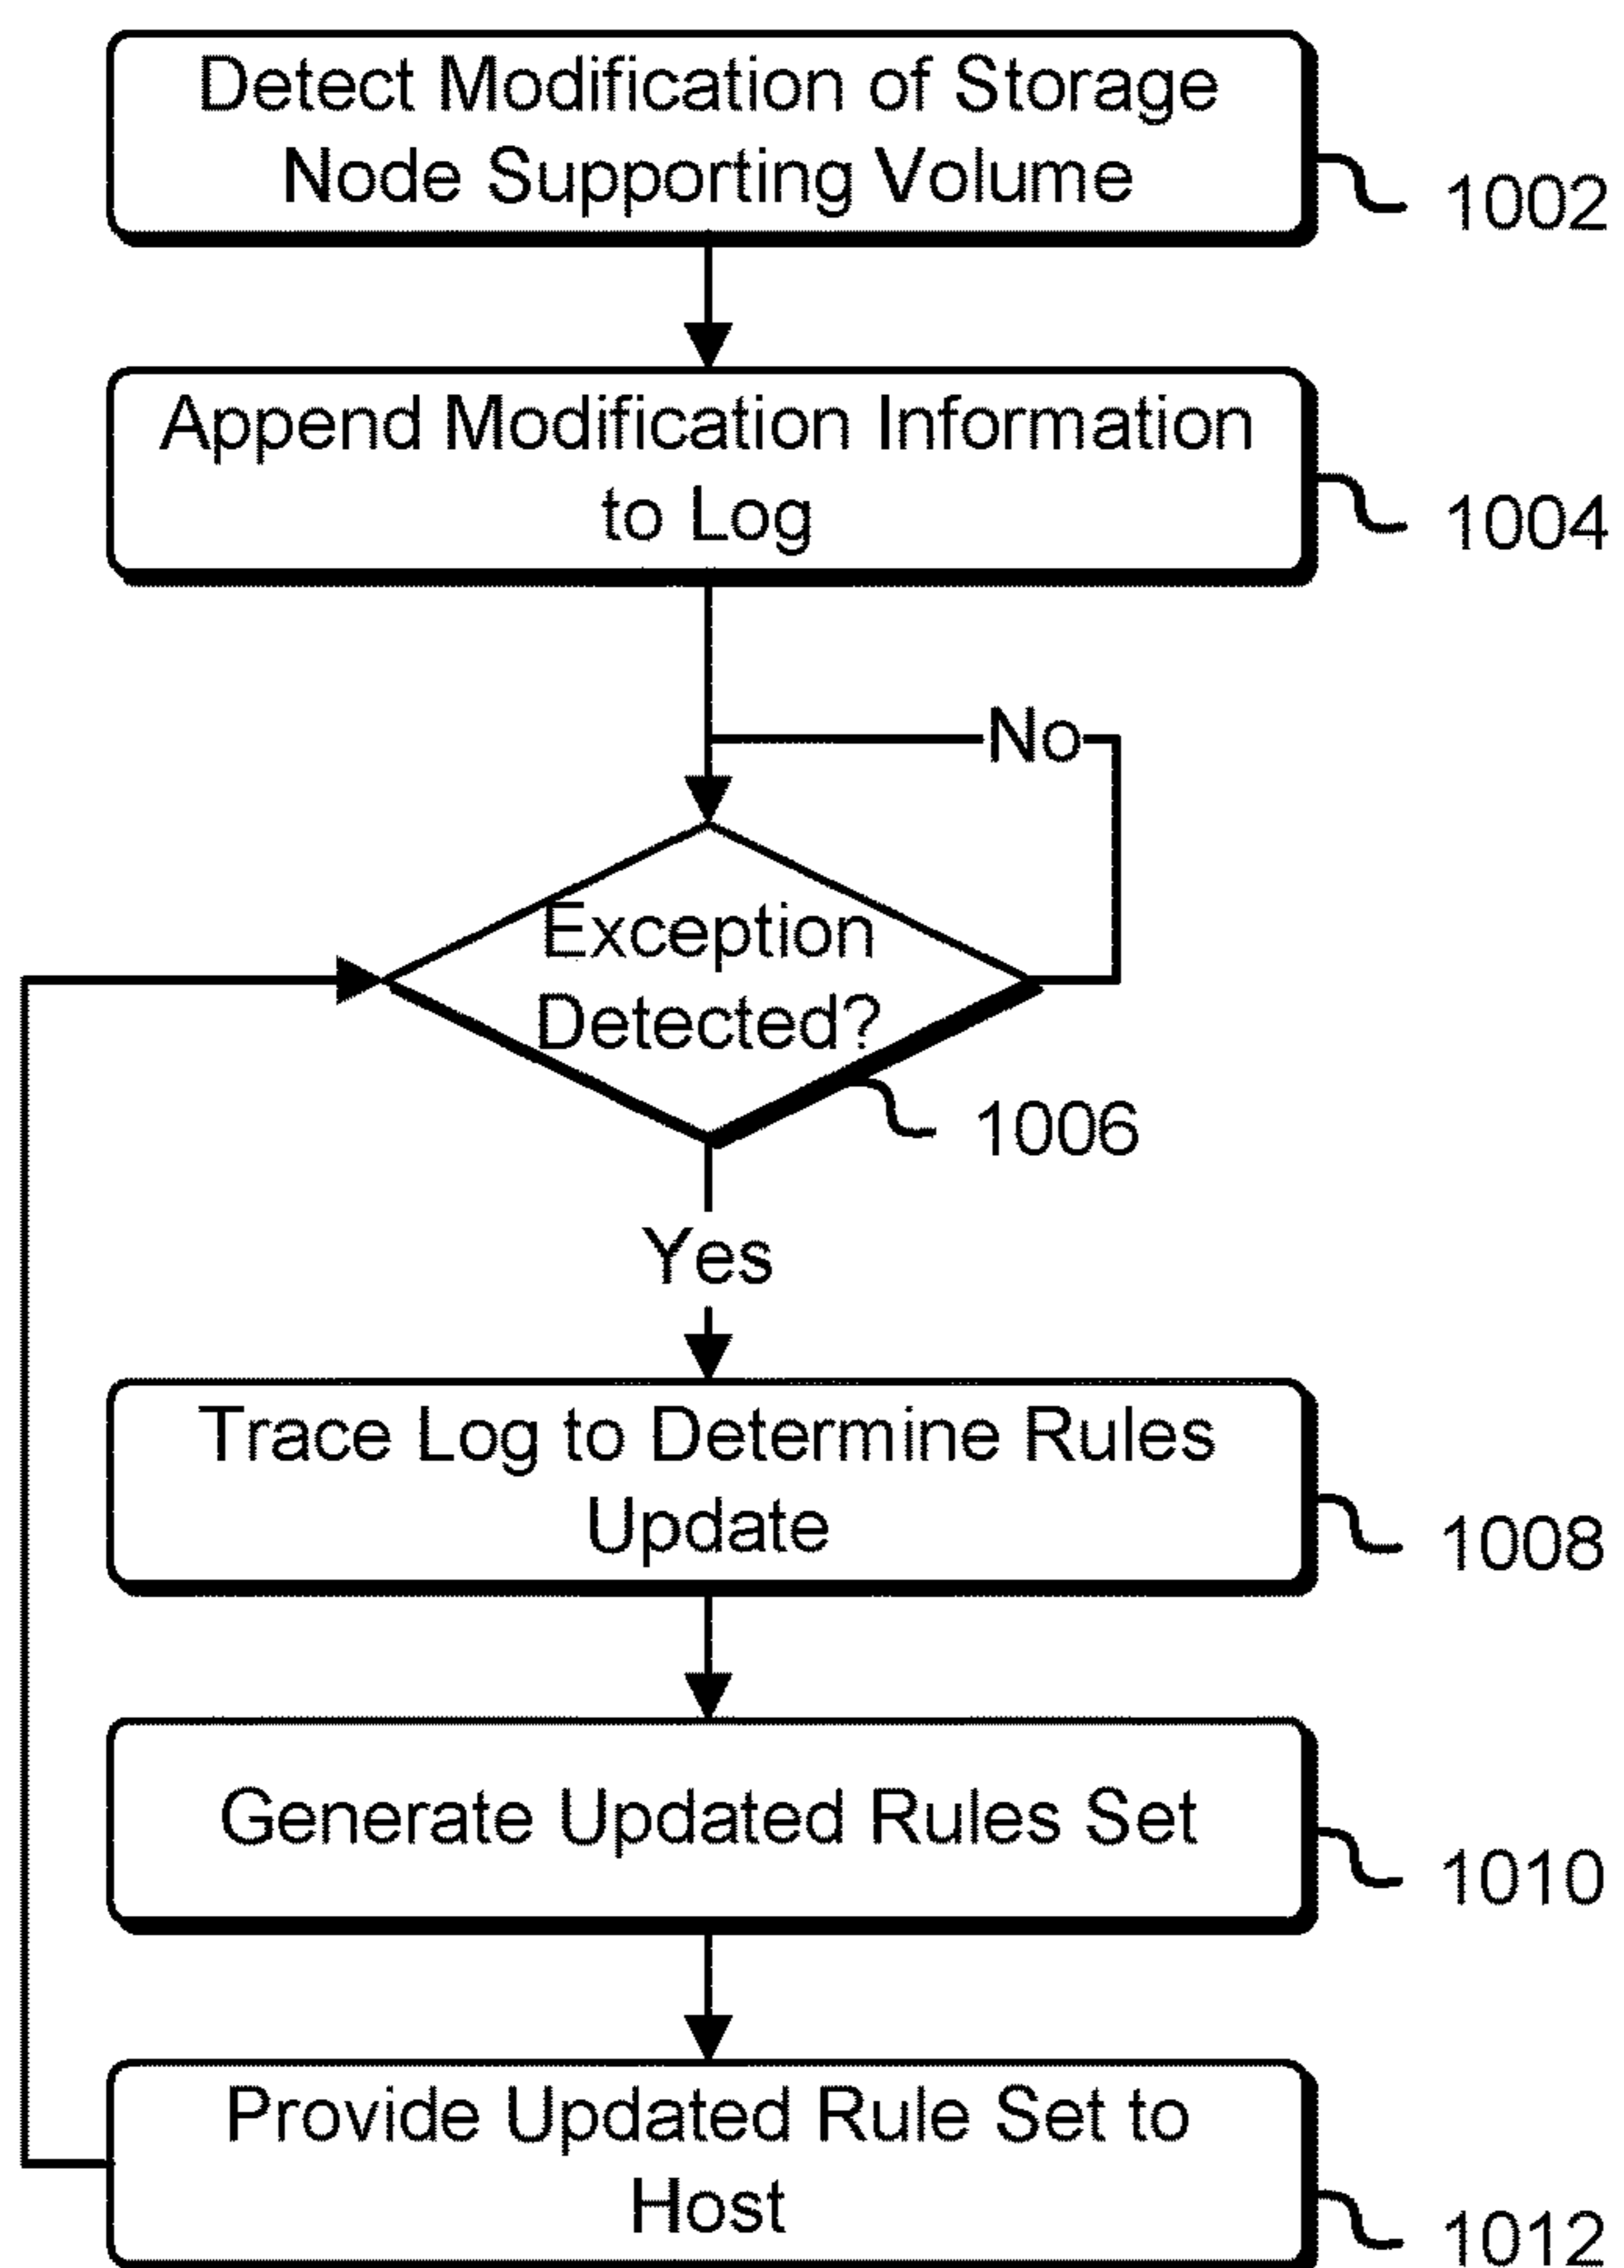 Detect Modification of Storage
Node Supporting Volume
1002
Append Modification Information
to Log
1004
No
Exception
Detected?
1006
Yes
Trace Log to Determine Rules
Update
1008
Generate Updated Rules Set
1010
Provide Updated Rule Set to
Host
1012